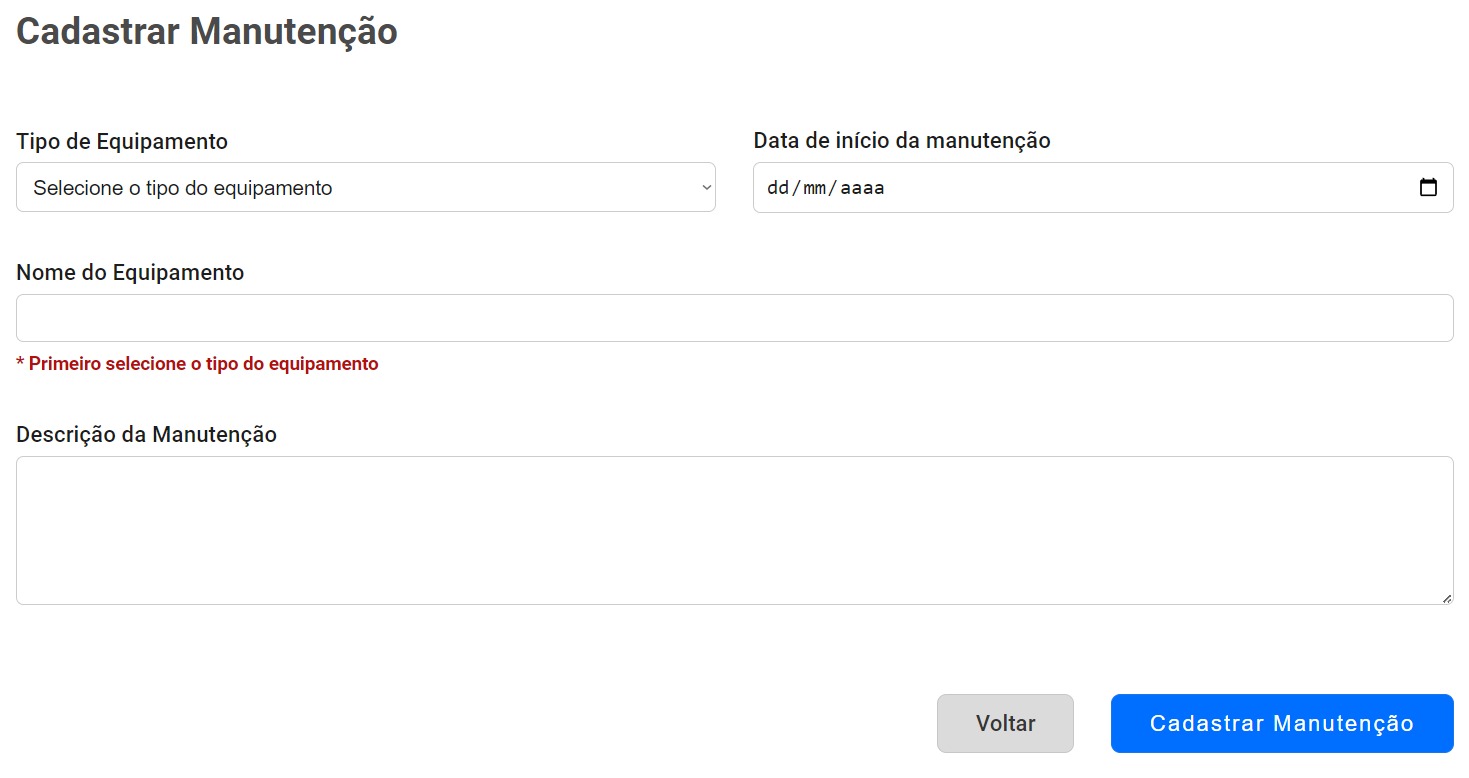 Cadastrar Manutenção
Tipo de Equipamento
Selecione o tipo do equipamento
Data de início da manutenção
dd/mm/aaaa
Nome do Equipamento
* Primeiro selecione o tipo do equipamento
Descrição da Manutenção
Voltar
Cadastrar Manutenção